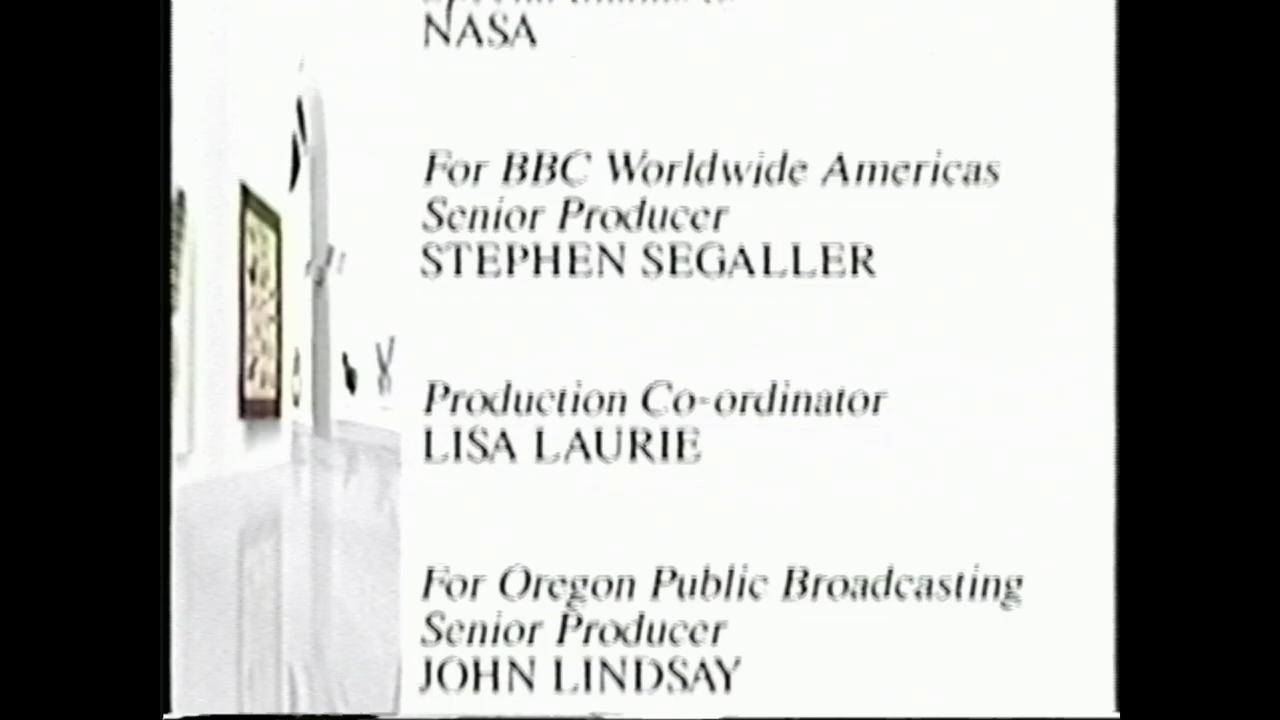 NASA
For BBC Worldwide Americas
Senior Producer
STEPHEN SEGALLER
Production Co-ordinator
LISA LAURIE
For Oregon Public Broadcasting
Senior Producer
JOHN LINDSAY